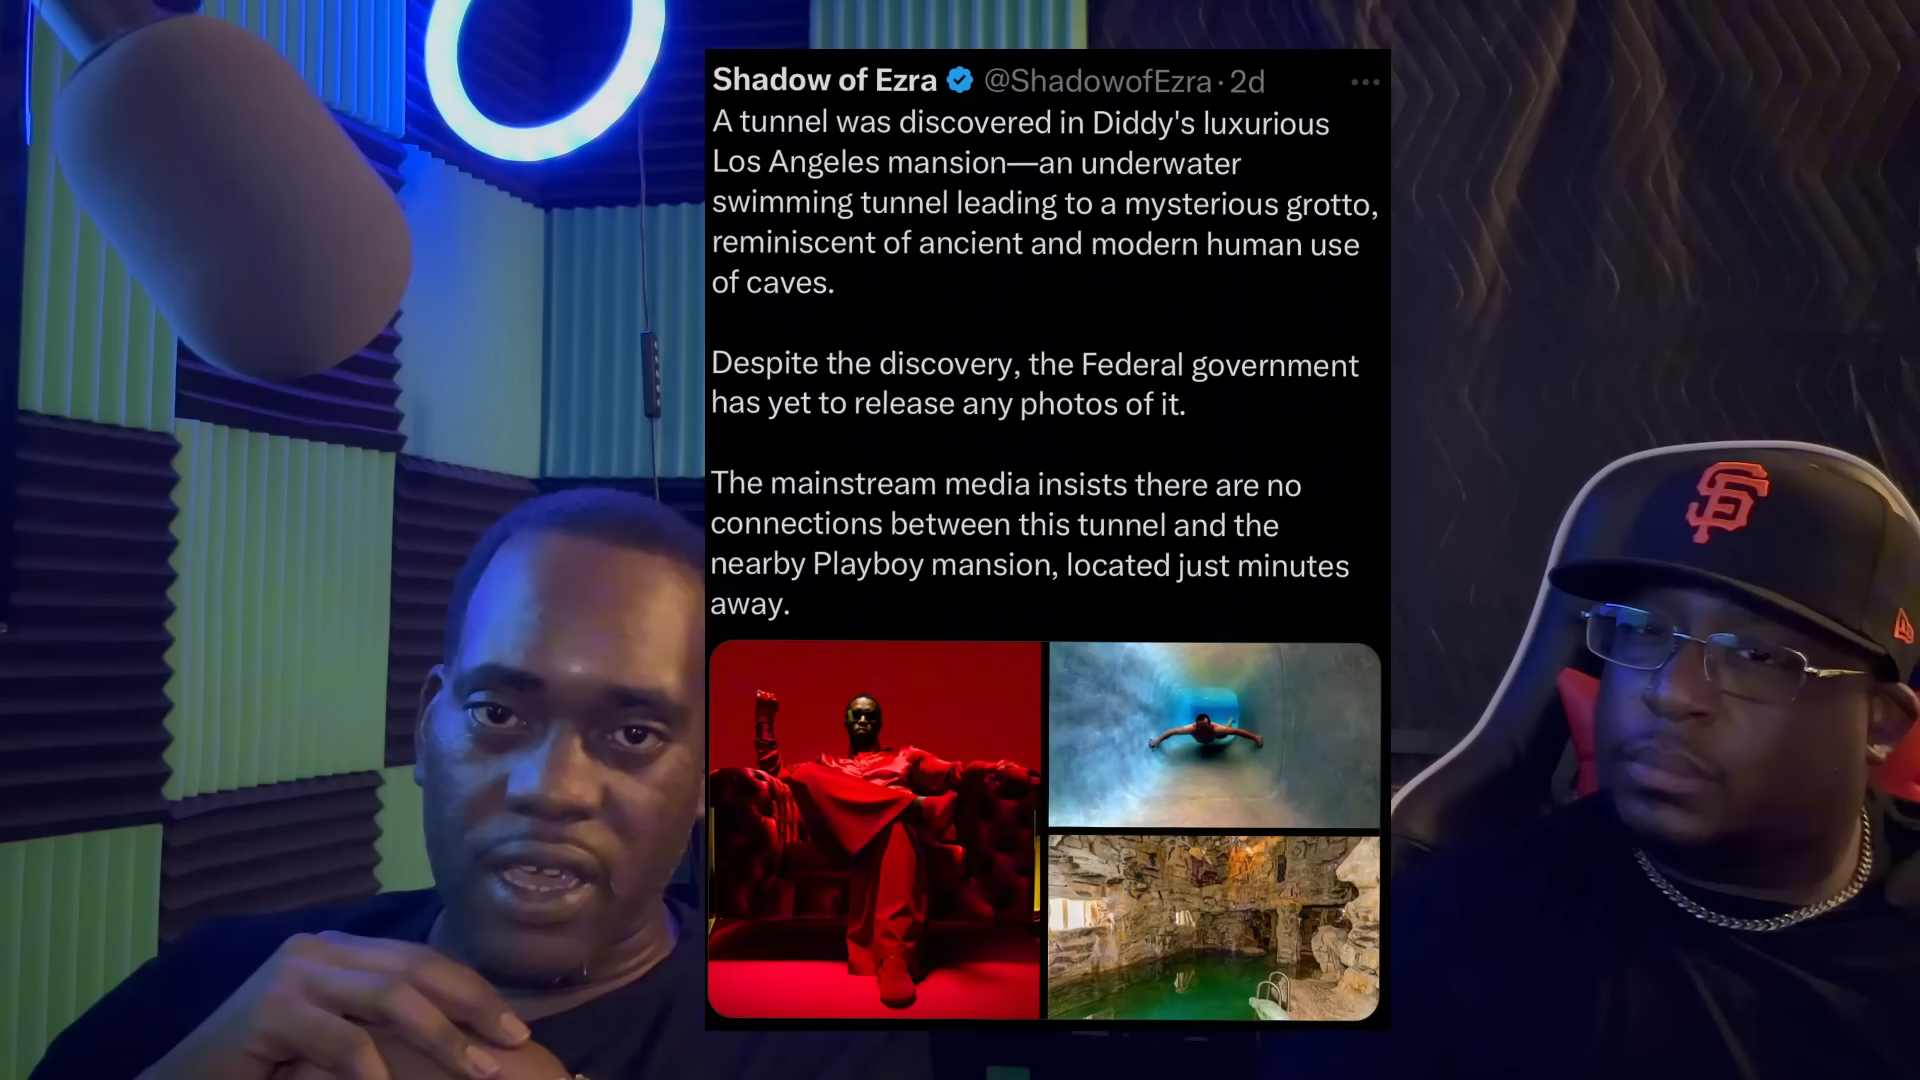 Shadow of Ezra @ShadowofEzra · 2d
A tunnel was discovered in Diddy's luxurious
Los Angeles mansion—an underwater
swimming tunnel leading to a mysterious grotto,
reminiscent of ancient and modern human use
of caves.
Despite the discovery, the Federal government
has yet to release any photos of it.
The mainstream media insists there are no
connections between this tunnel and the
nearby Playboy mansion, located just minutes
away.
SF